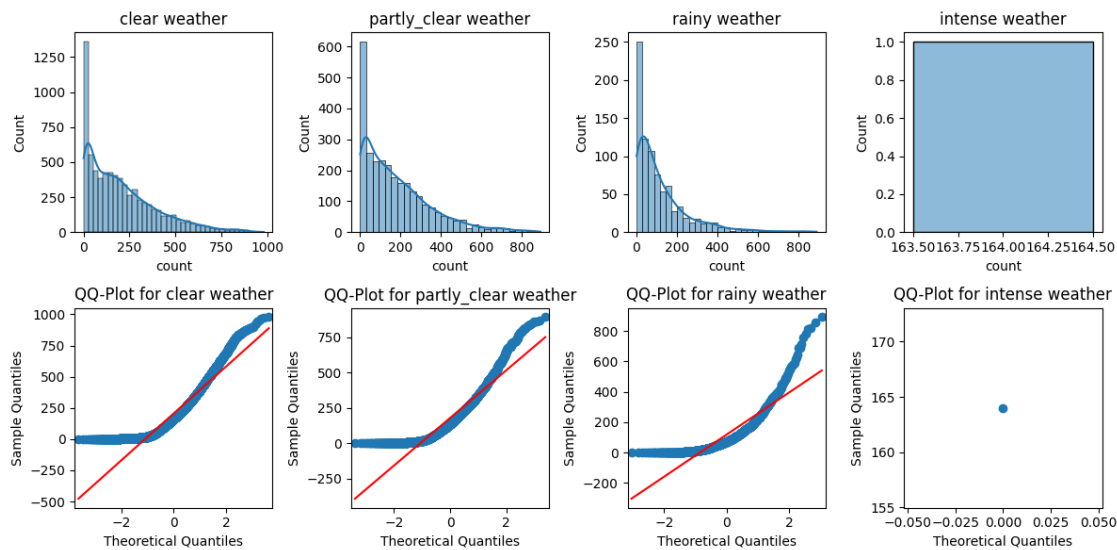 clear weather
partly_clear weather
rainy weather
intense weather
Count
1250
1000
750
500
250
0
0 250 500 750 1000
count
Count
600
500
400
300
200
100
0
0 200 400 600 800
count
Count
250
200
150
100
50
0
0 200 400 600 800
count
Count
1.0
0.8
0.6
0.4
0.2
0.0
163.50 163.75 164.00 164.25 164.50
count
QQ-Plot for clear weather
QQ-Plot for partly_clear weather
QQ-Plot for rainy weather
QQ-Plot for intense weather
Sample Quantiles
1000
750
500
250
0
−250
−500
−2 0 2
Theoretical Quantiles
Sample Quantiles
750
500
250
0
−250
−2 0 2
Theoretical Quantiles
Sample Quantiles
800
600
400
200
0
−200
−2 0 2
Theoretical Quantiles
Sample Quantiles
170
165
160
155
−0.050 −0.025 0.000 0.025 0.050
Theoretical Quantiles